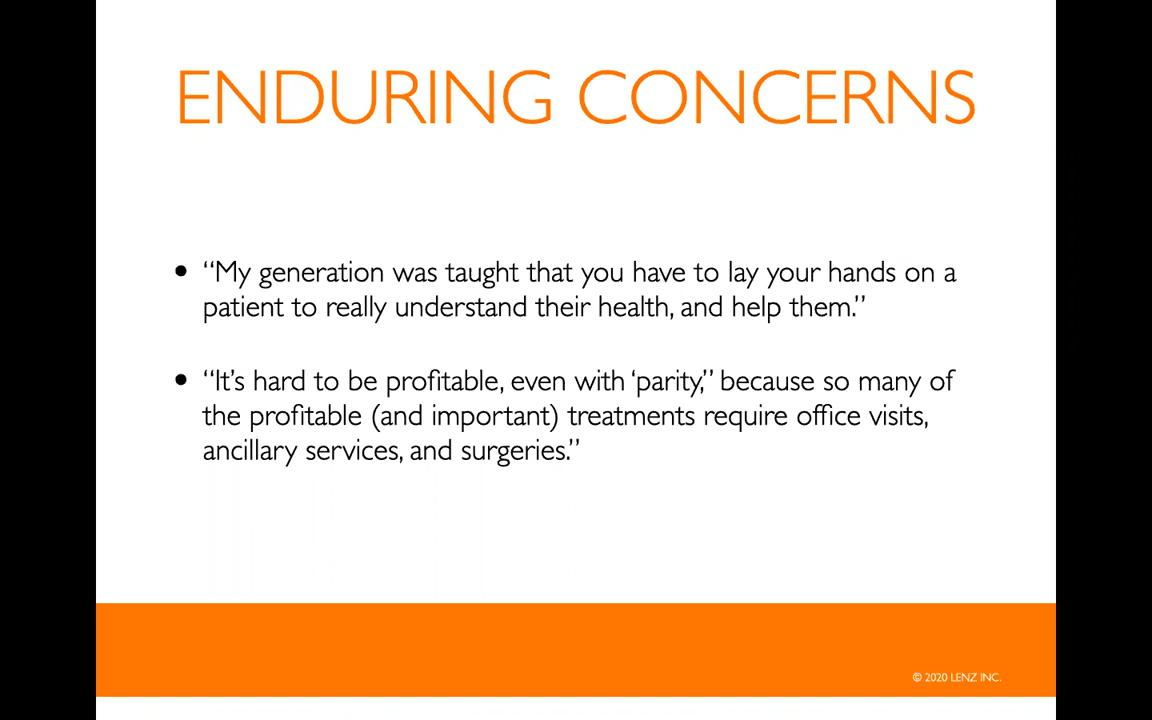 ENDURING CONCERNS
• “My generation was taught that you have to lay your hands on a
patient to really understand their health, and help them.”
• “It’s hard to be profitable, even with ‘parity,” because so many of
the profitable (and important) treatments require office visits,
ancillary services, and surgeries.”
© 2020 LENZ INC.